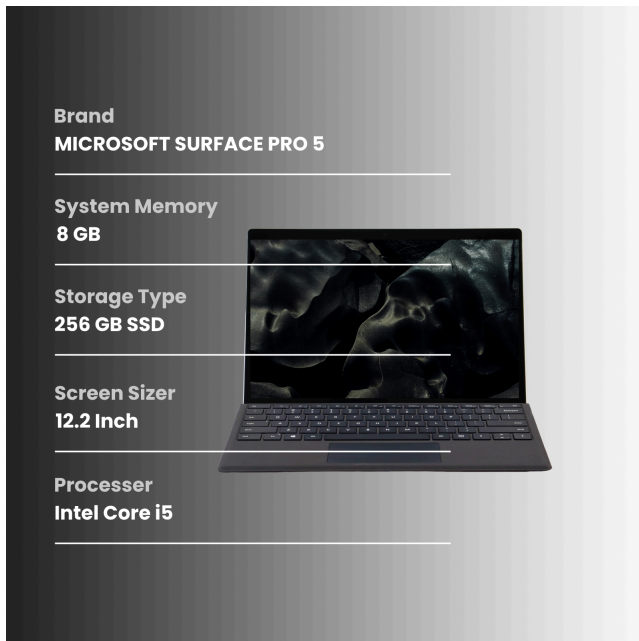 Brand
MICROSOFT SURFACE PRO 5
System Memory
8 GB
Storage Type
256 GB SSD
Screen Sizer
12.2 Inch
Processer
Intel Core i5